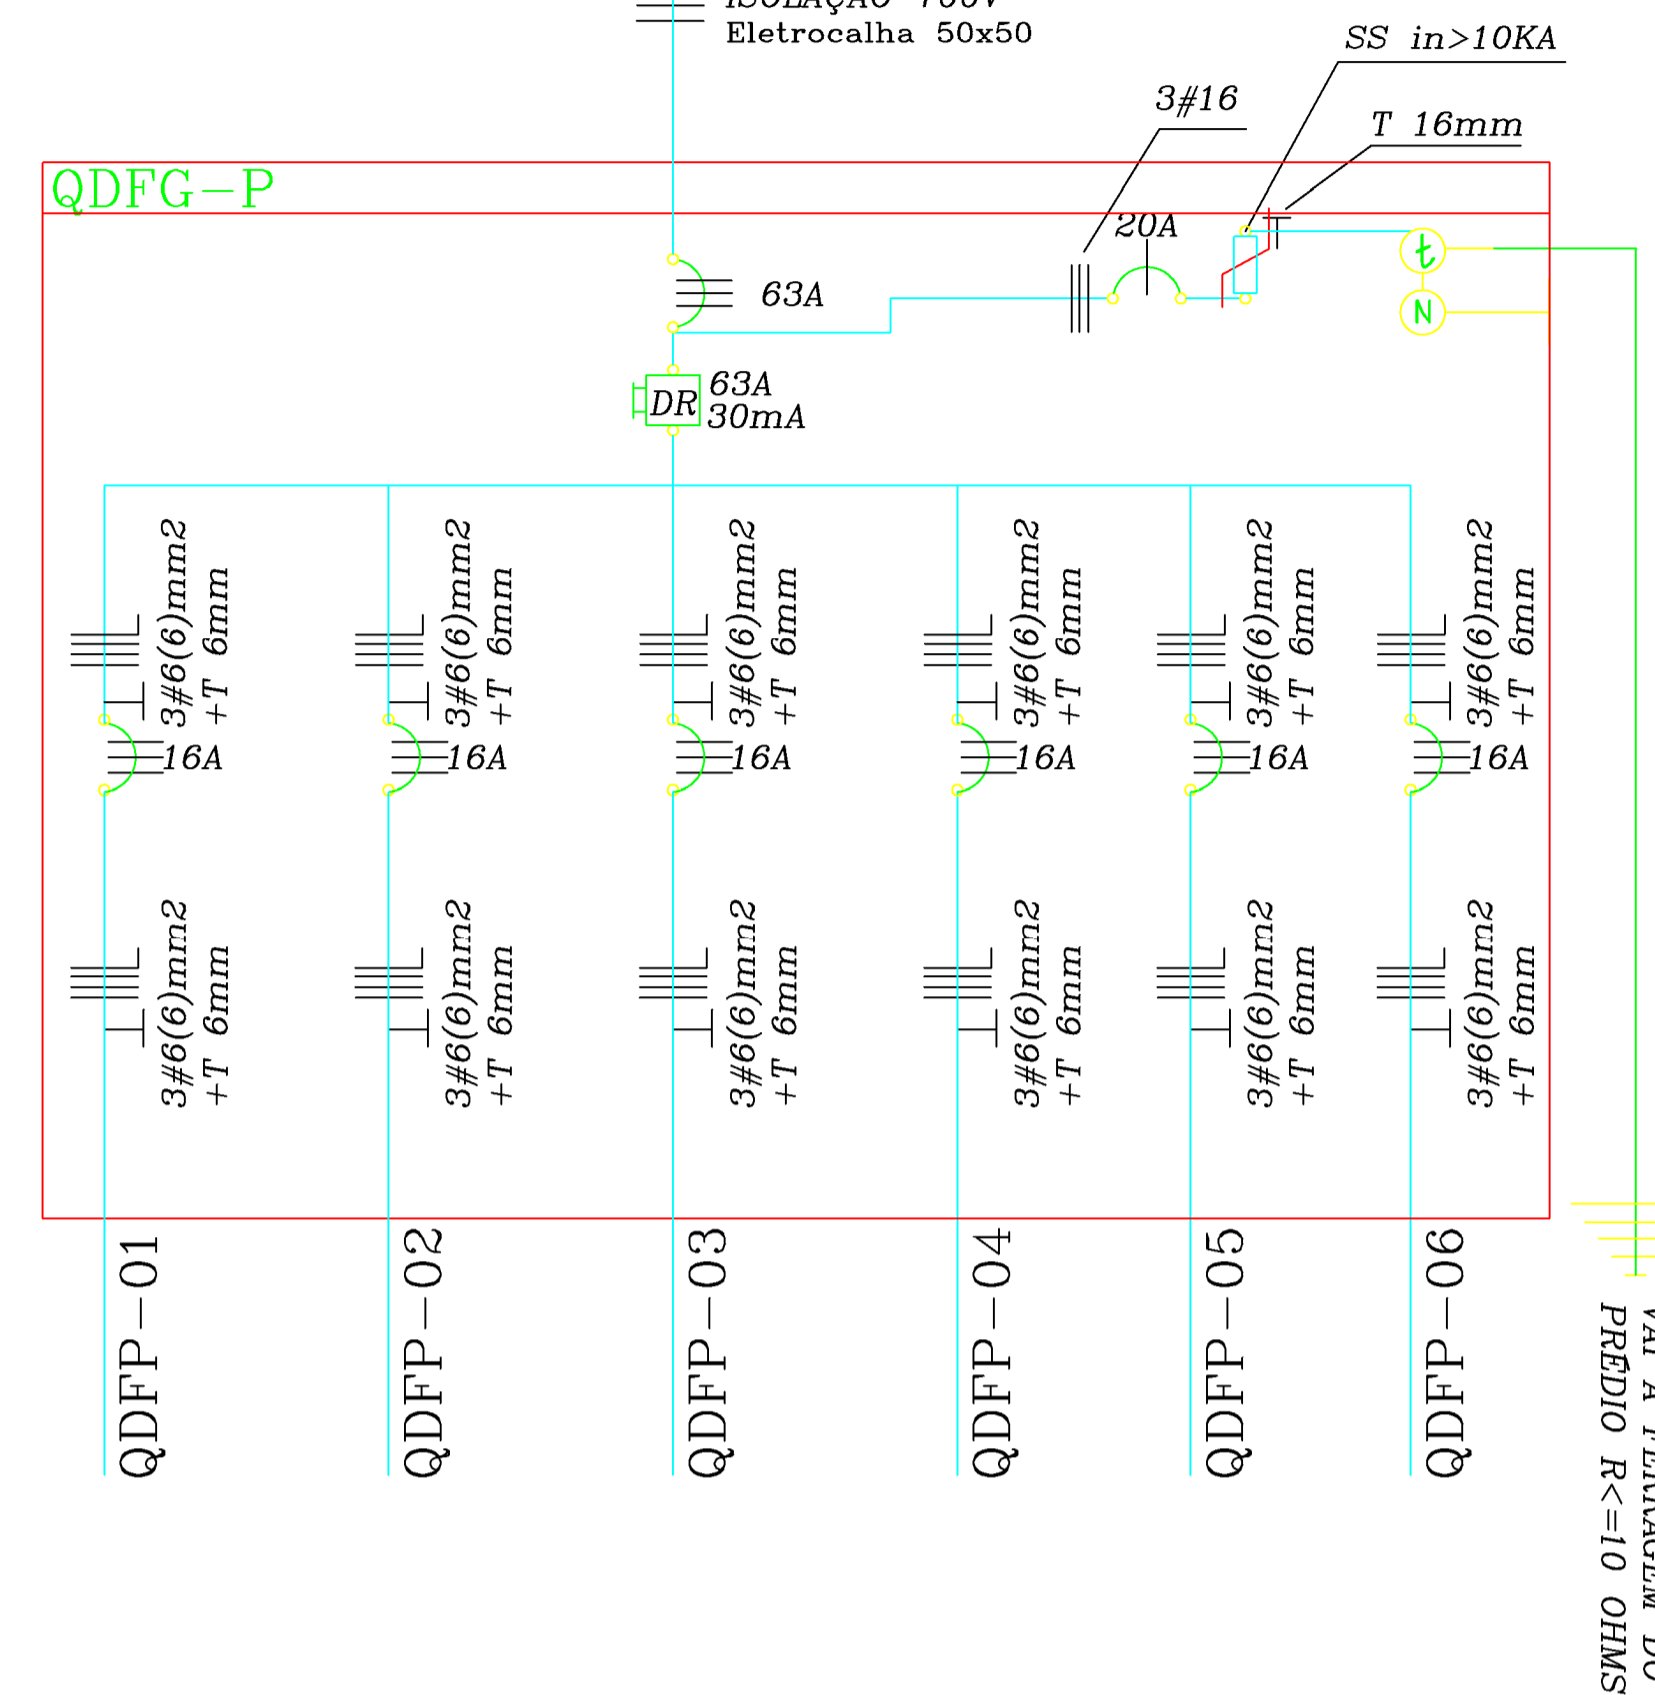 ISOLAÇÃO 750V
Eletrocalha 50x50
SS in>10KA
3#16
T 16mm
QDFG-P
20A
T
63A
N
DR
63A
30mA
3#6(6)mm2
+T 6mm
3#6(6)mm2
+T 6mm
3#6(6)mm2
+T 6mm
3#6(6)mm2
+T 6mm
3#6(6)mm2
+T 6mm
3#6(6)mm2
+T 6mm
16A
16A
16A
16A
16A
16A
3#6(6)mm2
+T 6mm
3#6(6)mm2
+T 6mm
3#6(6)mm2
+T 6mm
3#6(6)mm2
+T 6mm
3#6(6)mm2
+T 6mm
3#6(6)mm2
+T 6mm
QDFP-01
QDFP-02
QDFP-03
QDFP-04
QDFP-05
QDFP-06
VAI A FERRAGEM DO
PRÉDIO R<=10 OHMS